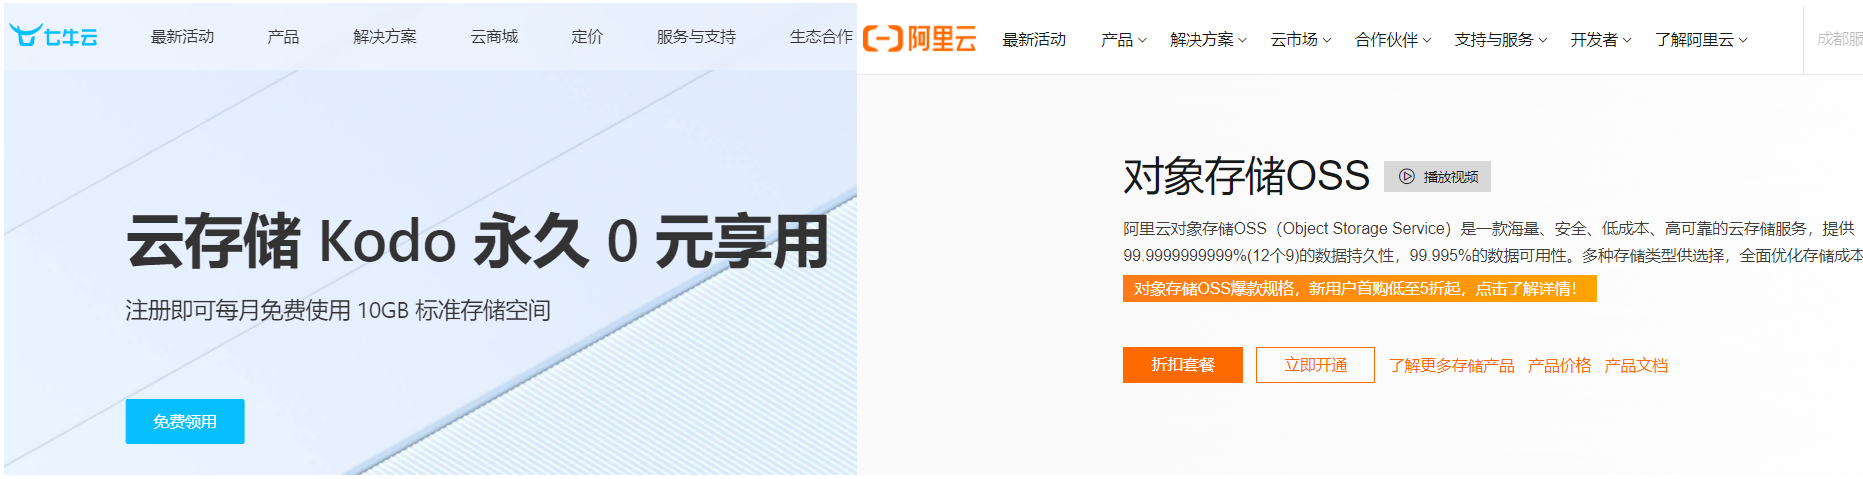 七牛云 最新活动 产品 解决方案 云商城 定价 服务与支持 生态合作
云存储 Kodo 永久 0 元享用
注册即可每月免费使用 10GB 标准存储空间
免费领用
阿里云 最新活动 产品 解决方案 云市场 合作伙伴 支持与服务 开发者 了解阿里云 成都服
对象存储OSS 播放视频
阿里云对象存储OSS（Object Storage Service）是一款海量、安全、低成本、高可靠的云存储服务，提供
99.9999999999%(12个9)的数据持久性，99.995%的数据可用性。多种存储类型供选择，全面优化存储成本
对象存储OSS爆款规格，新用户首购低至5折起，点击了解详情！
折扣套餐 立即开通 了解更多存储产品 产品价格 产品文档